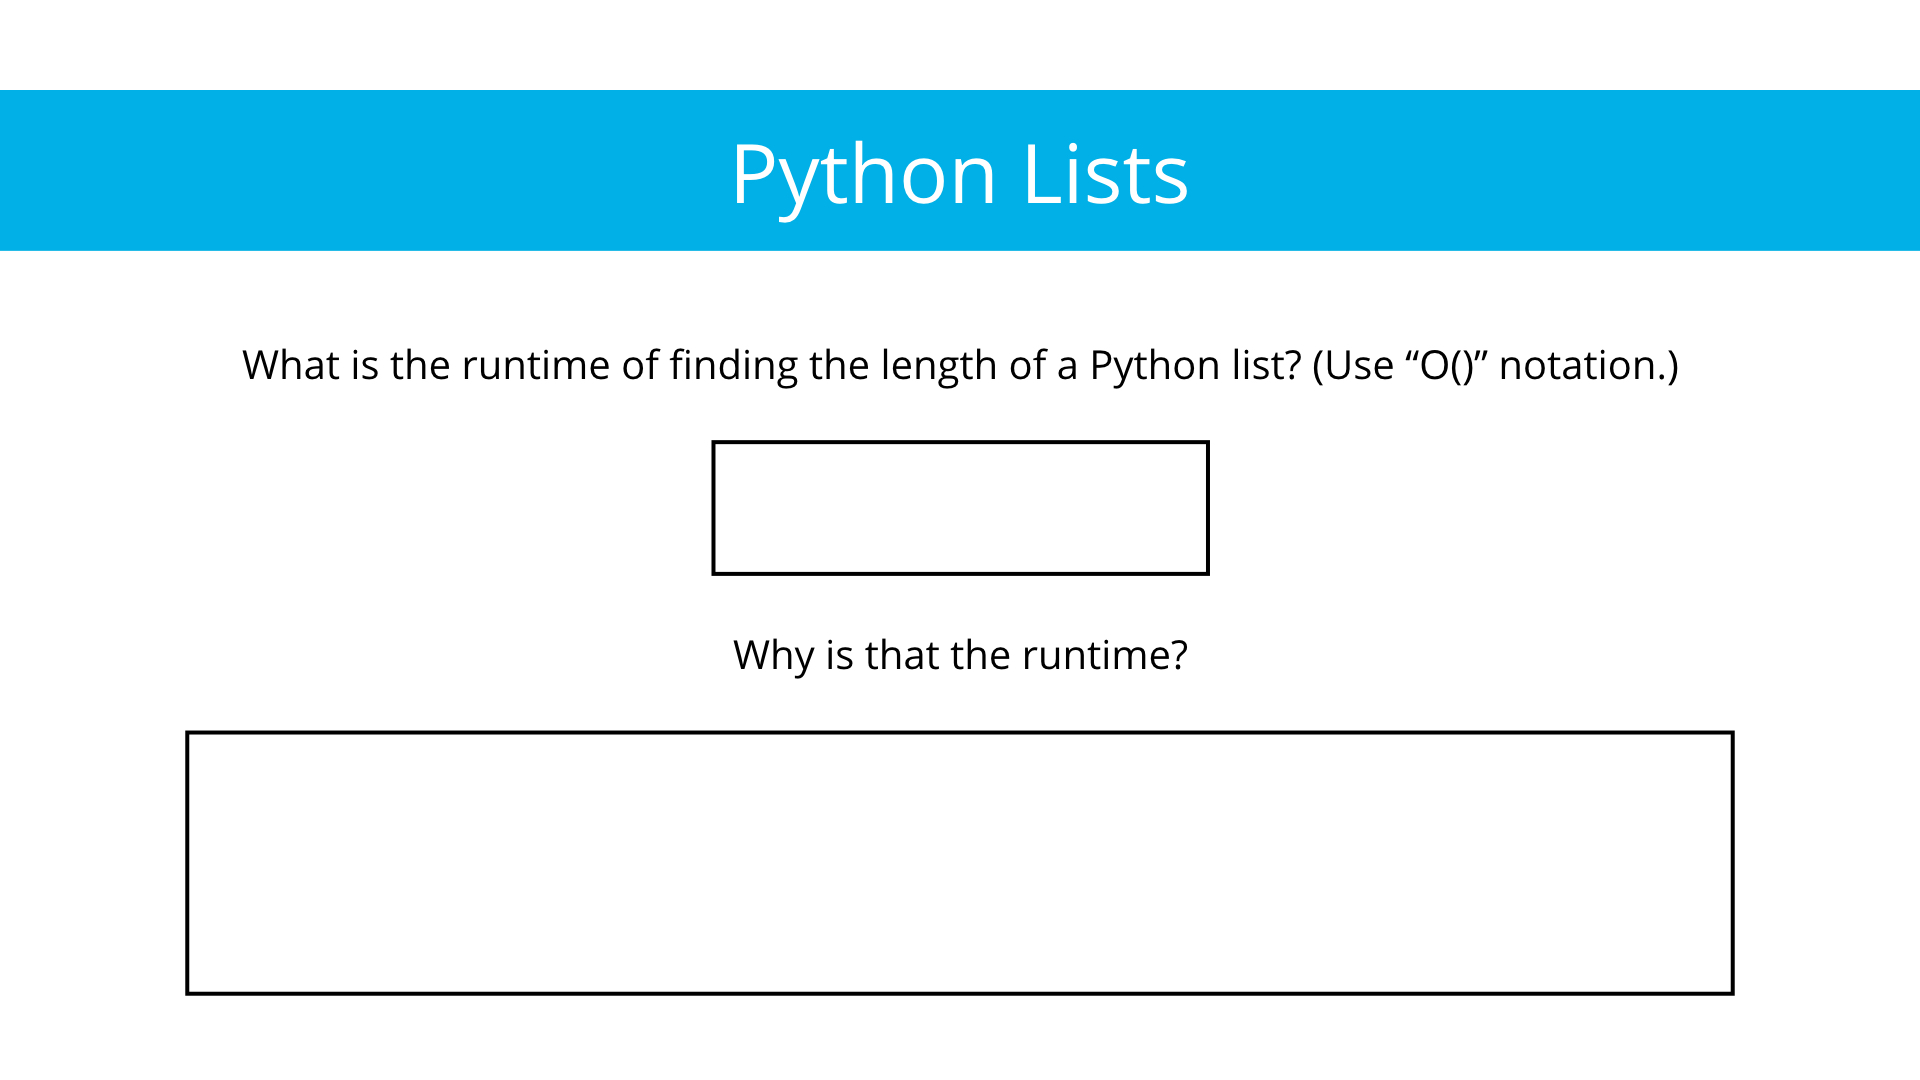 Python Lists
What is the runtime of finding the length of a Python list? (Use “O()” notation.)
Why is that the runtime?